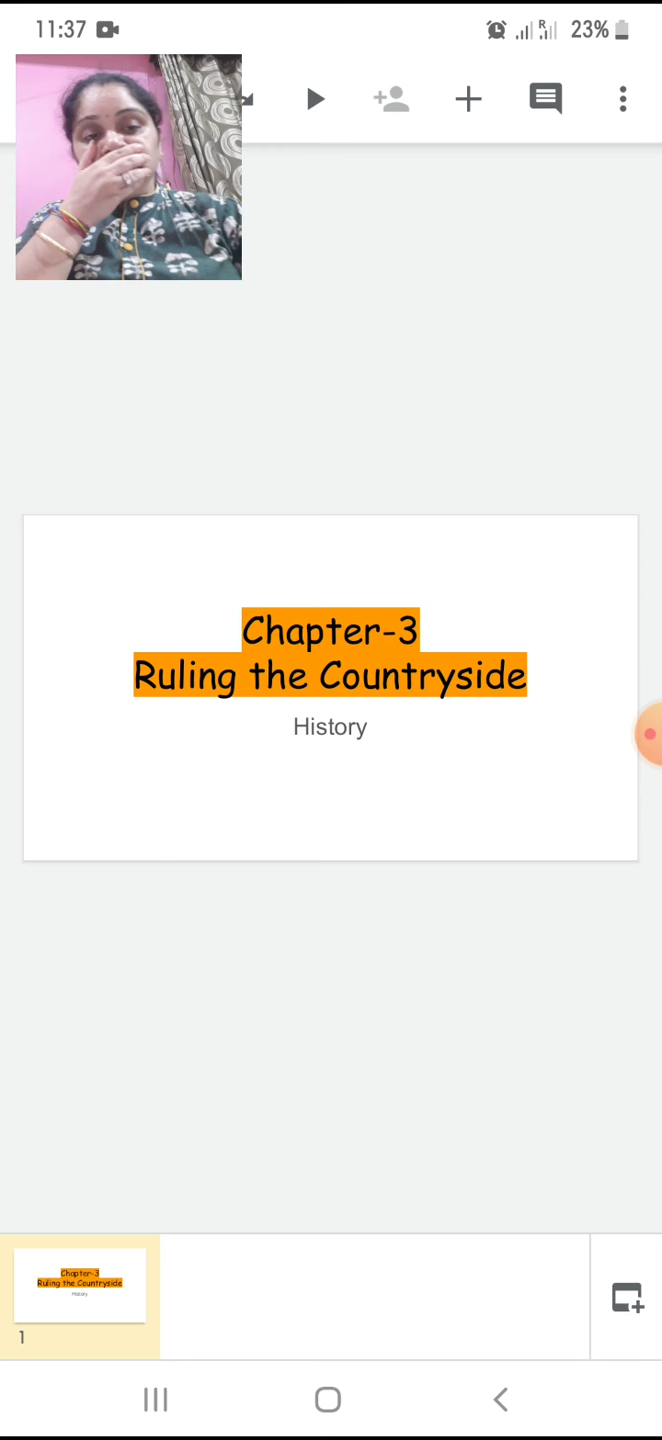 11:37
R
23%
Chapter-3
Ruling the Countryside
History
Chapter-3
Ruling the Countryside
History
1